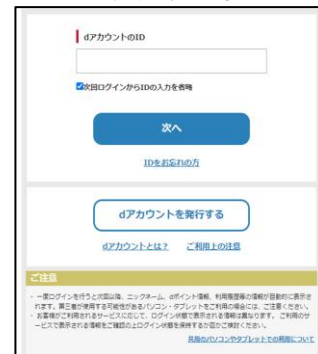 dアカウントのID
次回ログインからIDの入力を省略
次へ
IDをお忘れの方
dアカウントを発行する
dアカウントとは？ ご利用上の注意
ご注意
・ 一度ログインを行うと次回以降、ニックネーム、dポイント情報、利用履歴等の情報が自動的に表示さ
れます。第三者が使用する可能性があるパソコン・タブレットをご利用の場合には、ご注意ください。
・ お客様がご利用されるサービスに応じて、ログイン状態で表示される情報は異なります。 ご利用のサ
ービスで表示される情報をご確認の上ログイン状態を保持するか否かご検討ください。
共用のパソコンやタブレットでの利用について